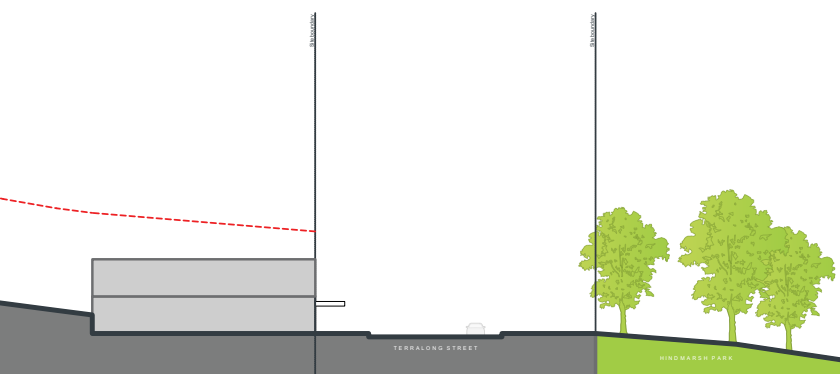 Site boundary
Site boundary
TERRALONG STREET
HINDMARSH PARK